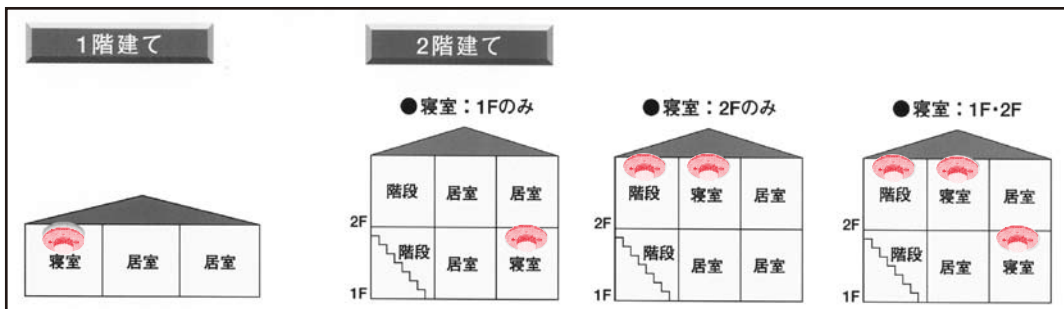 1階建て
2階建て
●寝室：1Fのみ
●寝室：2Fのみ
●寝室：1F・2F
寝室 居室 居室
階段 居室 居室
2F
階段 居室 寝室
1F
階段 寝室 居室
2F
階段 居室 居室
1F
階段 寝室 居室
2F
階段 居室 寝室
1F